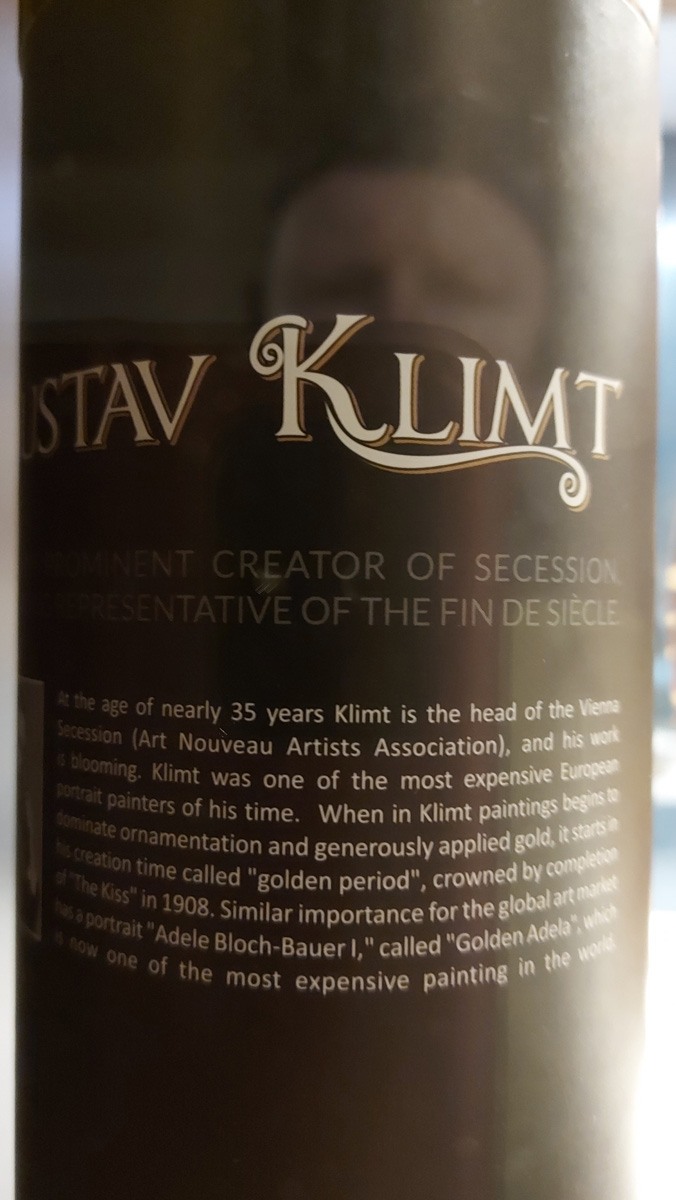 USTAV KLIMT
PROMINENT CREATOR OF SECESSION,
REPRESENTATIVE OF THE FIN DE SIÈCLE
At the age of nearly 35 years Klimt is the head of the Vienna
Secession (Art Nouveau Artists Association), and his work
is blooming. Klimt was one of the most expensive European
portrait painters of his time. When in Klimt paintings begins to
dominate ornamentation and generously applied gold, it starts in
his creation time called "golden period", crowned by completion
of "The Kiss" in 1908. Similar importance for the global art market
has a portrait "Adele Bloch-Bauer I," called "Golden Adela", which
is now one of the most expensive painting in the world.